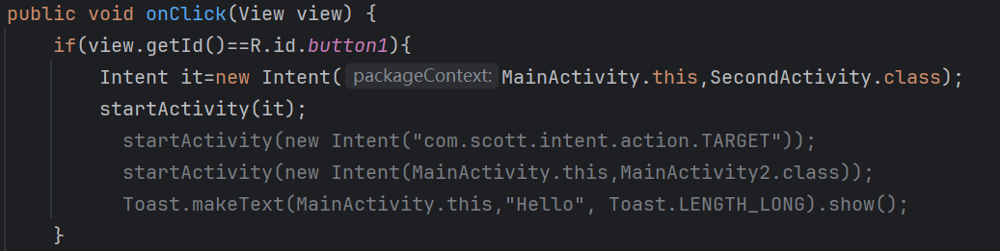 public void onClick(View view) {
if(view.getId()==R.id.button1){
Intent it=new Intent( packageContext: MainActivity.this,SecondActivity.class);
startActivity(it);
startActivity(new Intent("com.scott.intent.action.TARGET"));
startActivity(new Intent(MainActivity.this,MainActivity2.class));
Toast.makeText(MainActivity.this,"Hello", Toast.LENGTH_LONG).show();
}